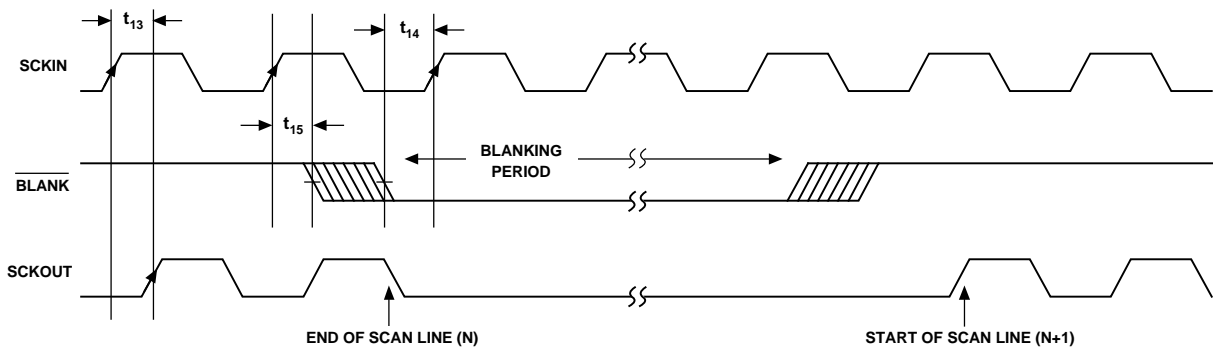 t13
t14
SCKIN
t15
BLANKING
PERIOD
BLANK
SCKOUT
END OF SCAN LINE (N)
START OF SCAN LINE (N+1)